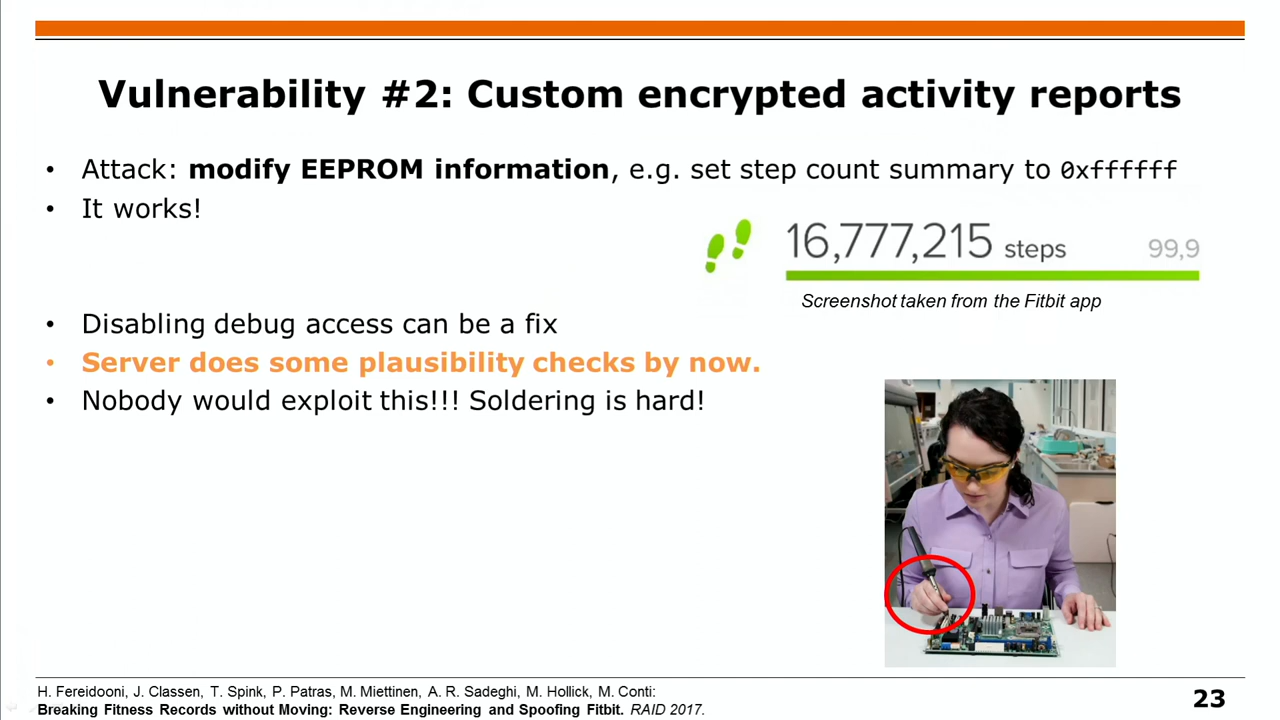 Vulnerability #2: Custom encrypted activity reports
• Attack: modify EEPROM information, e.g. set step count summary to 0xffffff
• It works!
16,777,215 steps 99,9
Screenshot taken from the Fitbit app
• Disabling debug access can be a fix
• Server does some plausibility checks by now.
• Nobody would exploit this!!! Soldering is hard!
H. Fereidooni, J. Classen, T. Spink, P. Patras, M. Miettinen, A. R. Sadeghi, M. Hollick, M. Conti:
Breaking Fitness Records without Moving: Reverse Engineering and Spoofing Fitbit. RAID 2017.
23